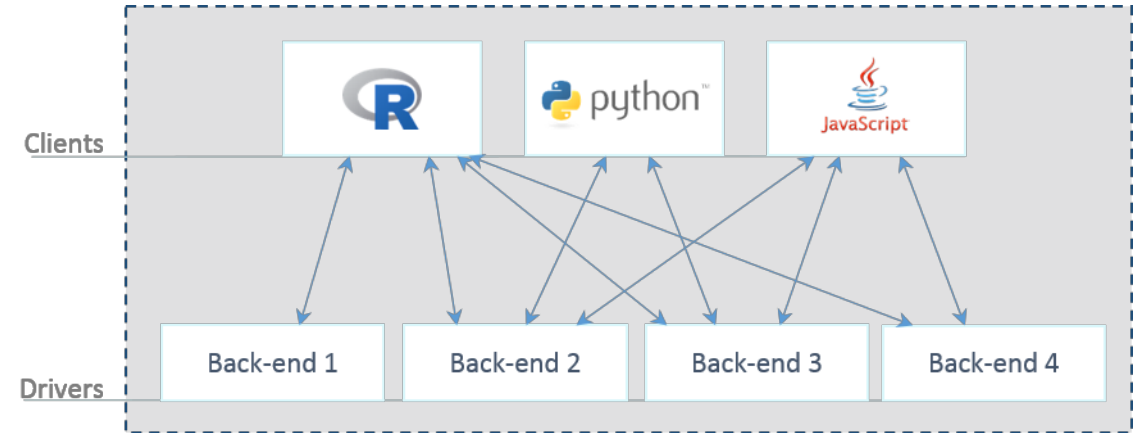 R
python™
JavaScript
Clients
Back-end 1
Back-end 2
Back-end 3
Back-end 4
Drivers